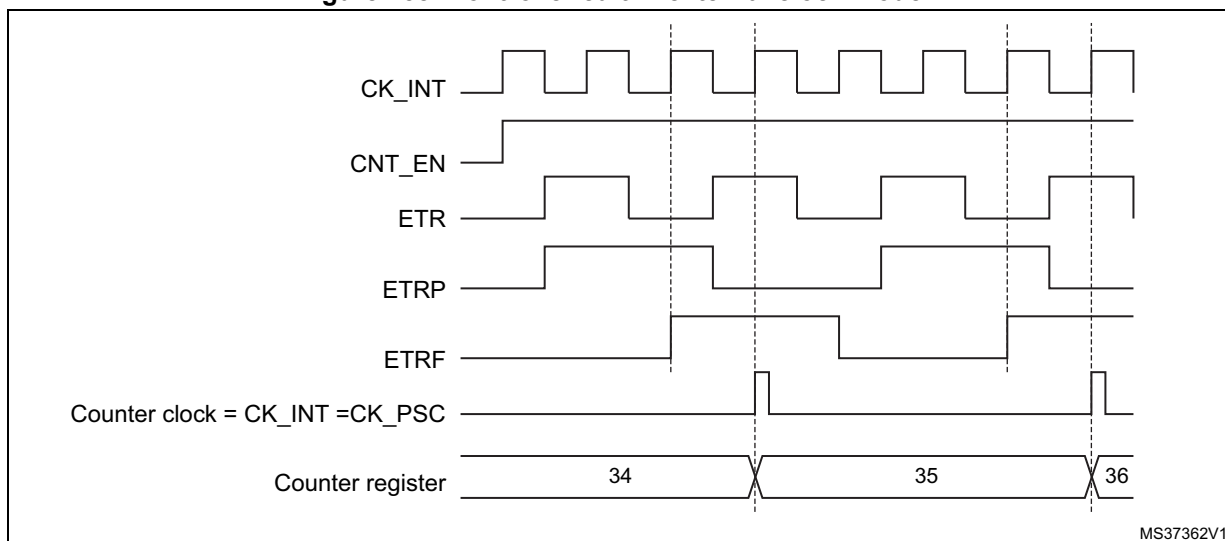 CK_INT
CNT_EN
ETR
ETRP
ETRF
Counter clock = CK_INT =CK_PSC
Counter register 34 35 36
MS37362V1